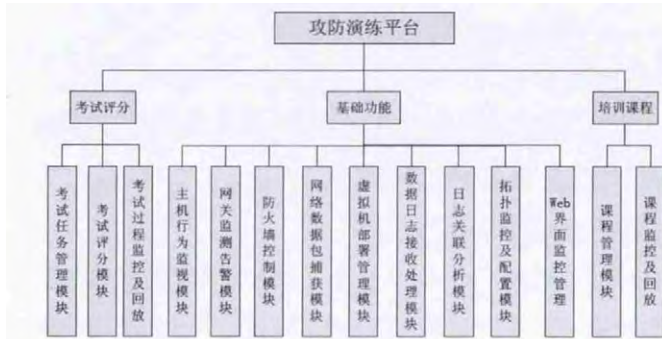 攻防演练平台
考试评分
基础功能
培训课程
考试任务管理模块
考试评分模块
考试过程监控及回放
主机行为监视模块
网关监测告警模块
防火墙控制模块
网络数据包捕获模块
虚拟机部署管理模块
数据日志接收处理模块
日志关联分析模块
拓扑监控及配置模块
Web界面监控管理
课程管理模块
课程监控及回放